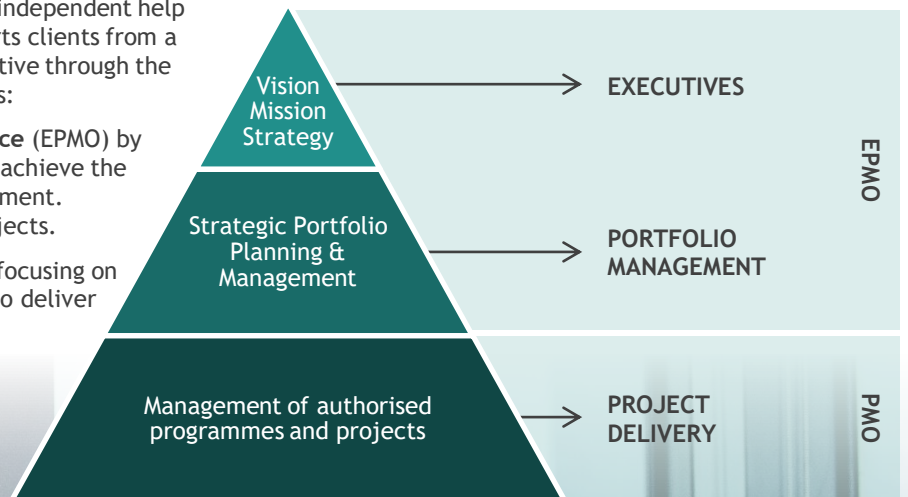 independent help
rts clients from a
tive through the
s:
ce (EPMO) by
achieve the
ment.
jects.
focusing on
o deliver
Vision
Mission
Strategy
EXECUTIVES
Strategic Portfolio
Planning &
Management
PORTFOLIO
MANAGEMENT
EPMO
Management of authorised
programmes and projects
PROJECT
DELIVERY
PMO